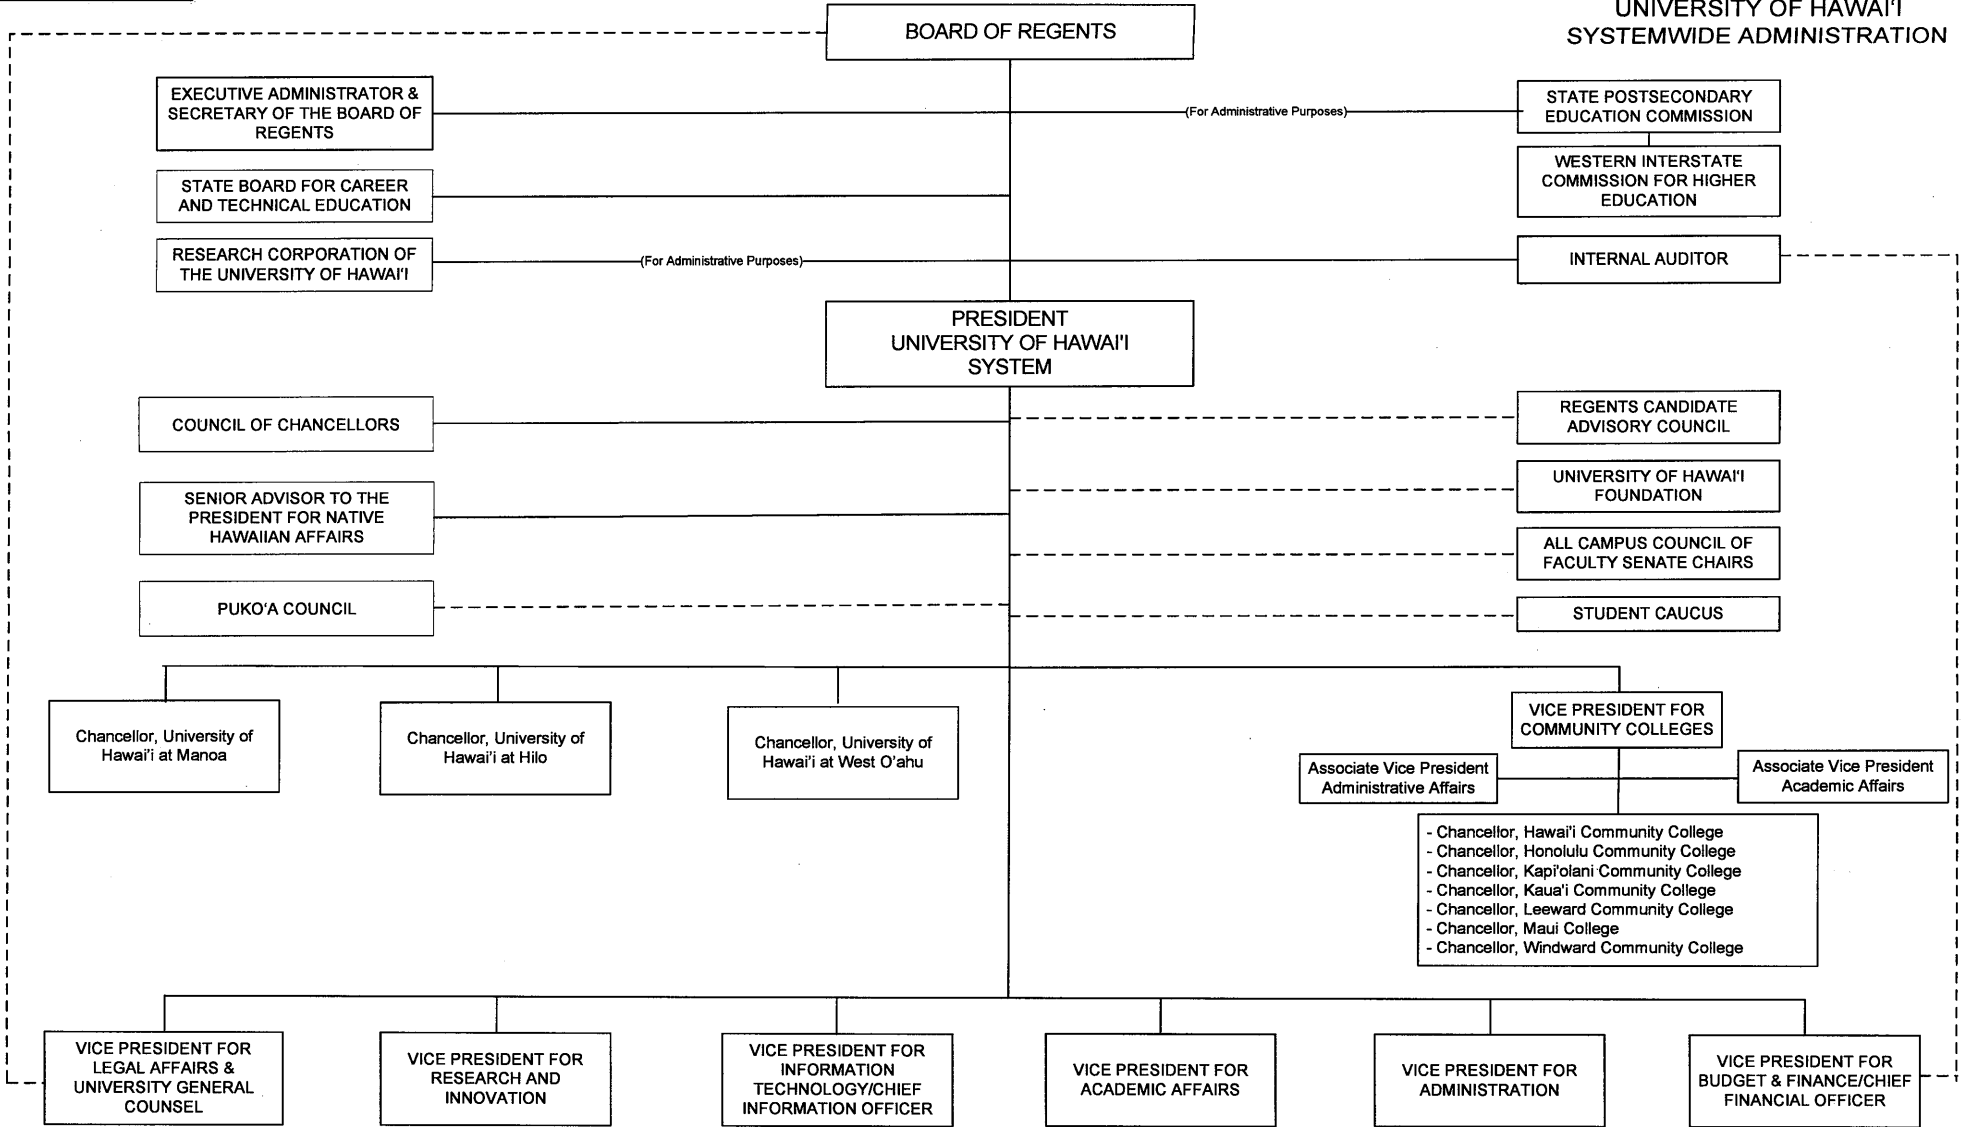 UNIVERSITY OF HAWAI'I
SYSTEMWIDE ADMINISTRATION
BOARD OF REGENTS
EXECUTIVE ADMINISTRATOR &
SECRETARY OF THE BOARD OF
REGENTS
(For Administrative Purposes)
STATE POSTSECONDARY
EDUCATION COMMISSION
WESTERN INTERSTATE
COMMISSION FOR HIGHER
EDUCATION
STATE BOARD FOR CAREER
AND TECHNICAL EDUCATION
RESEARCH CORPORATION OF
THE UNIVERSITY OF HAWAI'I
(For Administrative Purposes)
INTERNAL AUDITOR
PRESIDENT
UNIVERSITY OF HAWAI'I
SYSTEM
COUNCIL OF CHANCELLORS
REGENTS CANDIDATE
ADVISORY COUNCIL
SENIOR ADVISOR TO THE
PRESIDENT FOR NATIVE
HAWAIIAN AFFAIRS
UNIVERSITY OF HAWAI'I
FOUNDATION
ALL CAMPUS COUNCIL OF
FACULTY SENATE CHAIRS
PUKO'A COUNCIL
STUDENT CAUCUS
Chancellor, University of
Hawai'i at Manoa
Chancellor, University of
Hawai'i at Hilo
Chancellor, University of
Hawai'i at West O'ahu
VICE PRESIDENT FOR
COMMUNITY COLLEGES
Associate Vice President
Administrative Affairs
Associate Vice President
Academic Affairs
- Chancellor, Hawai'i Community College
- Chancellor, Honolulu Community College
- Chancellor, Kapi'olani Community College
- Chancellor, Kaua'i Community College
- Chancellor, Leeward Community College
- Chancellor, Maui College
- Chancellor, Windward Community College
VICE PRESIDENT FOR
LEGAL AFFAIRS &
UNIVERSITY GENERAL
COUNSEL
VICE PRESIDENT FOR
RESEARCH AND
INNOVATION
VICE PRESIDENT FOR
INFORMATION
TECHNOLOGY/CHIEF
INFORMATION OFFICER
VICE PRESIDENT FOR
ACADEMIC AFFAIRS
VICE PRESIDENT FOR
ADMINISTRATION
VICE PRESIDENT FOR
BUDGET & FINANCE/CHIEF
FINANCIAL OFFICER